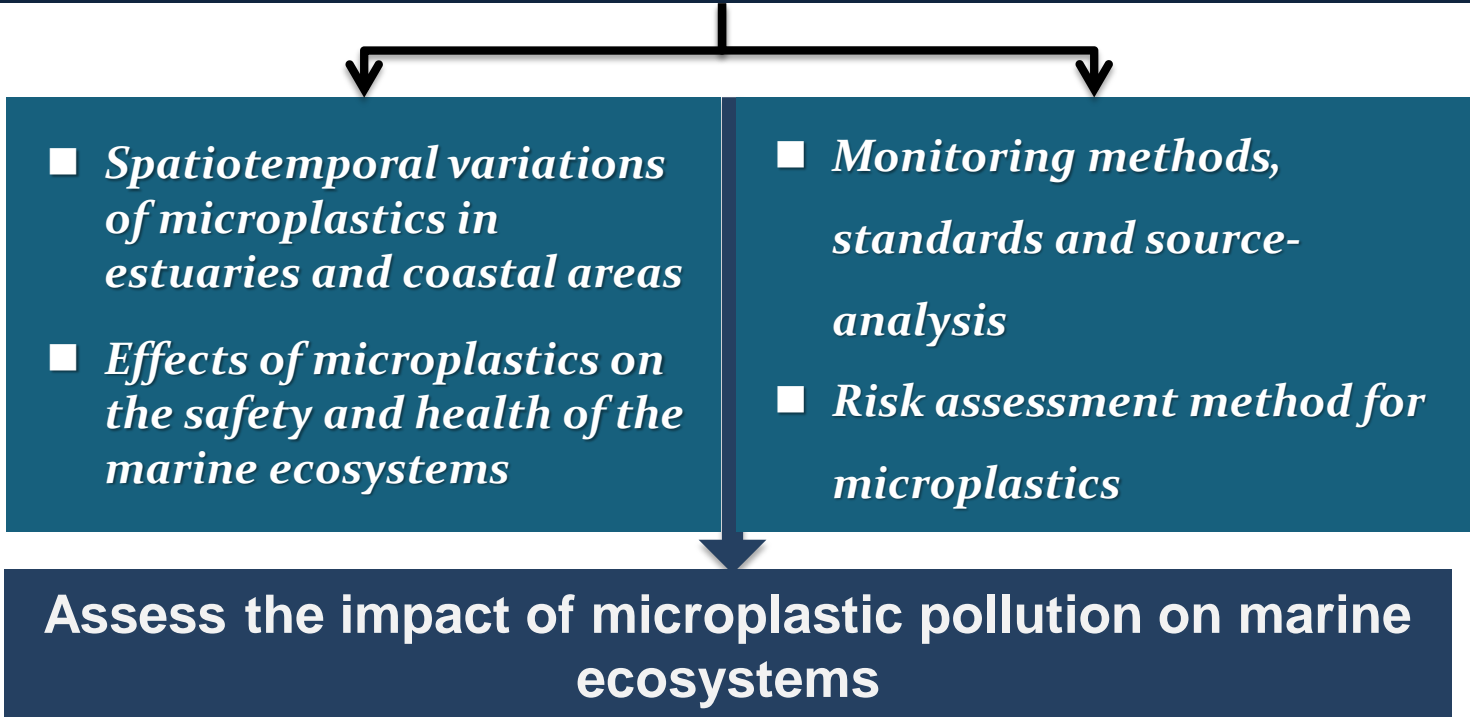 ■ Spatiotemporal variations
of microplastics in
estuaries and coastal areas
■ Effects of microplastics on
the safety and health of the
marine ecosystems
■ Monitoring methods,
standards and source-
analysis
■ Risk assessment method for
microplastics
Assess the impact of microplastic pollution on marine
ecosystems